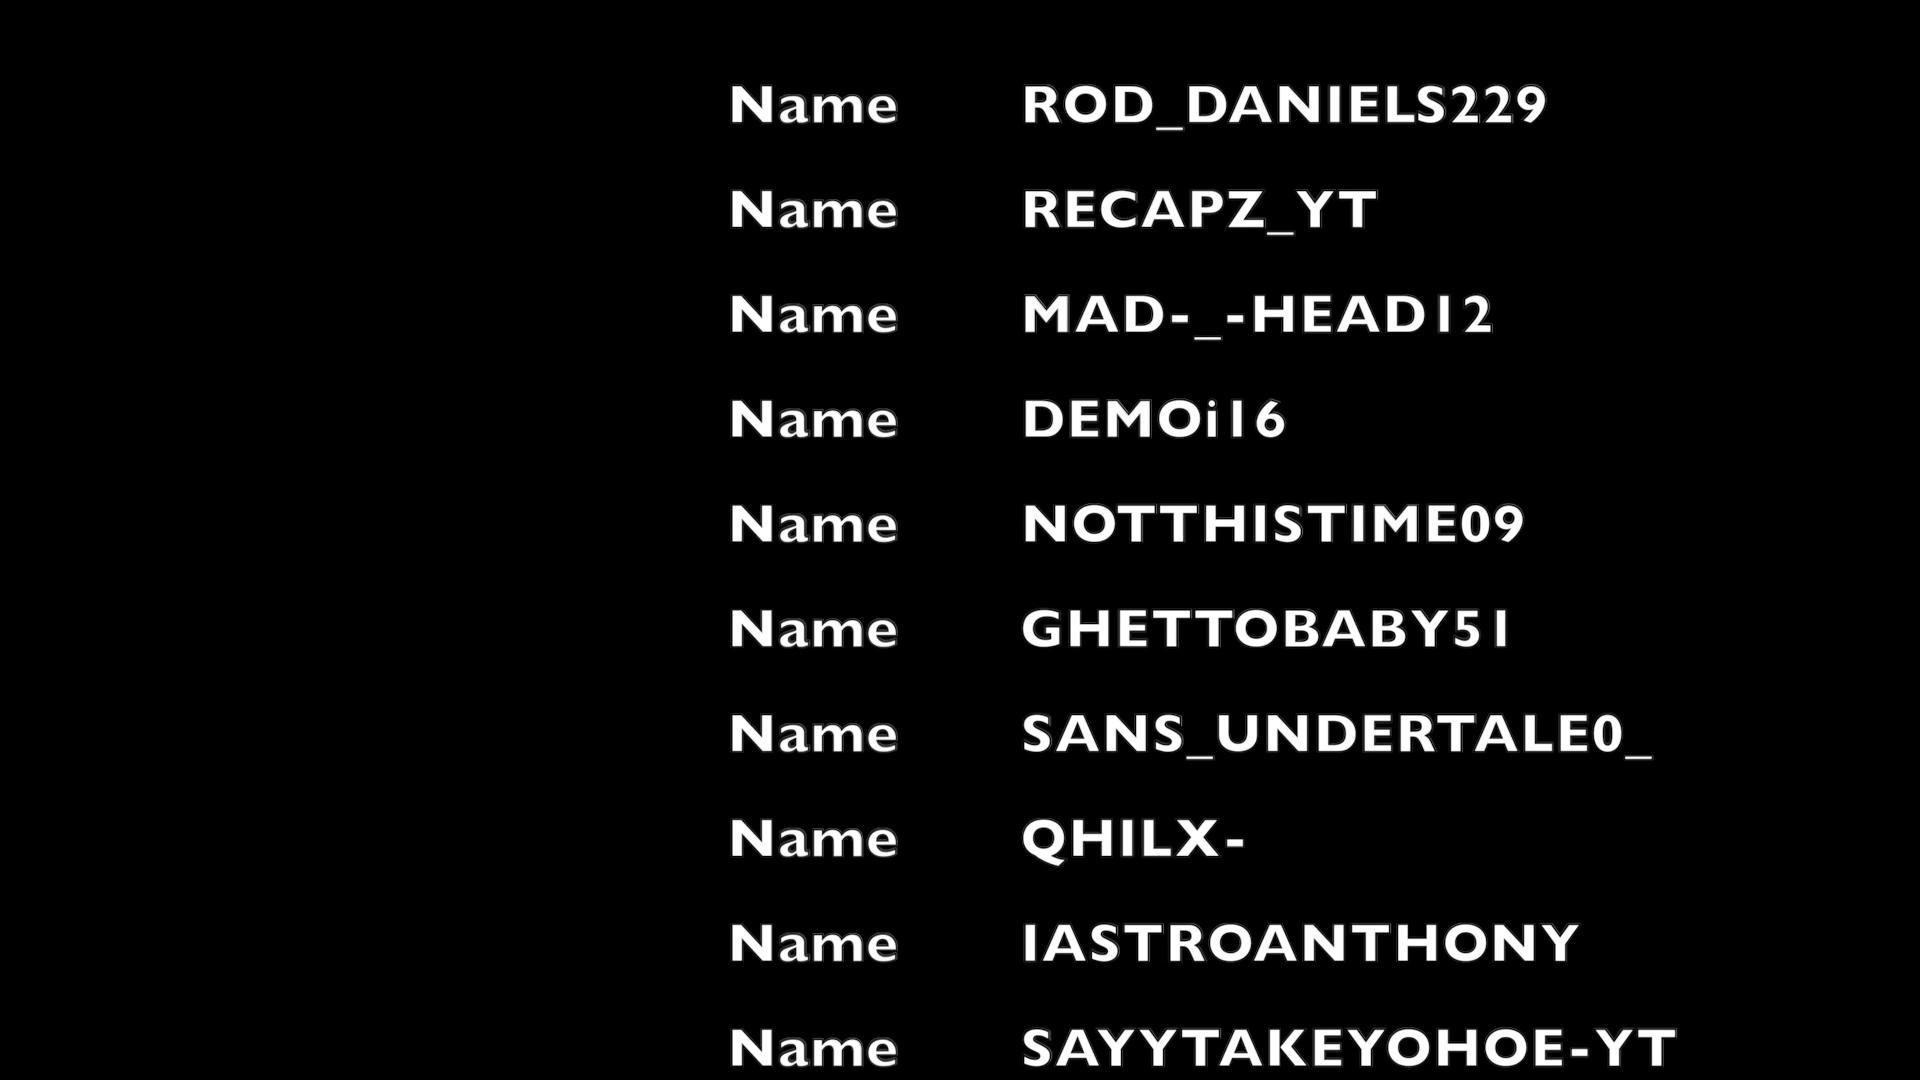 Name ROD_DANIELS229
Name RECAPZ_YT
Name MAD-_-HEAD12
Name DEMOi16
Name NOTTHISTIME09
Name GHETTOBABY51
Name SANS_UNDERTALE0_
Name QHILX-
Name IASTROANTHONY
Name SAYYTAKEYOHOE-YT